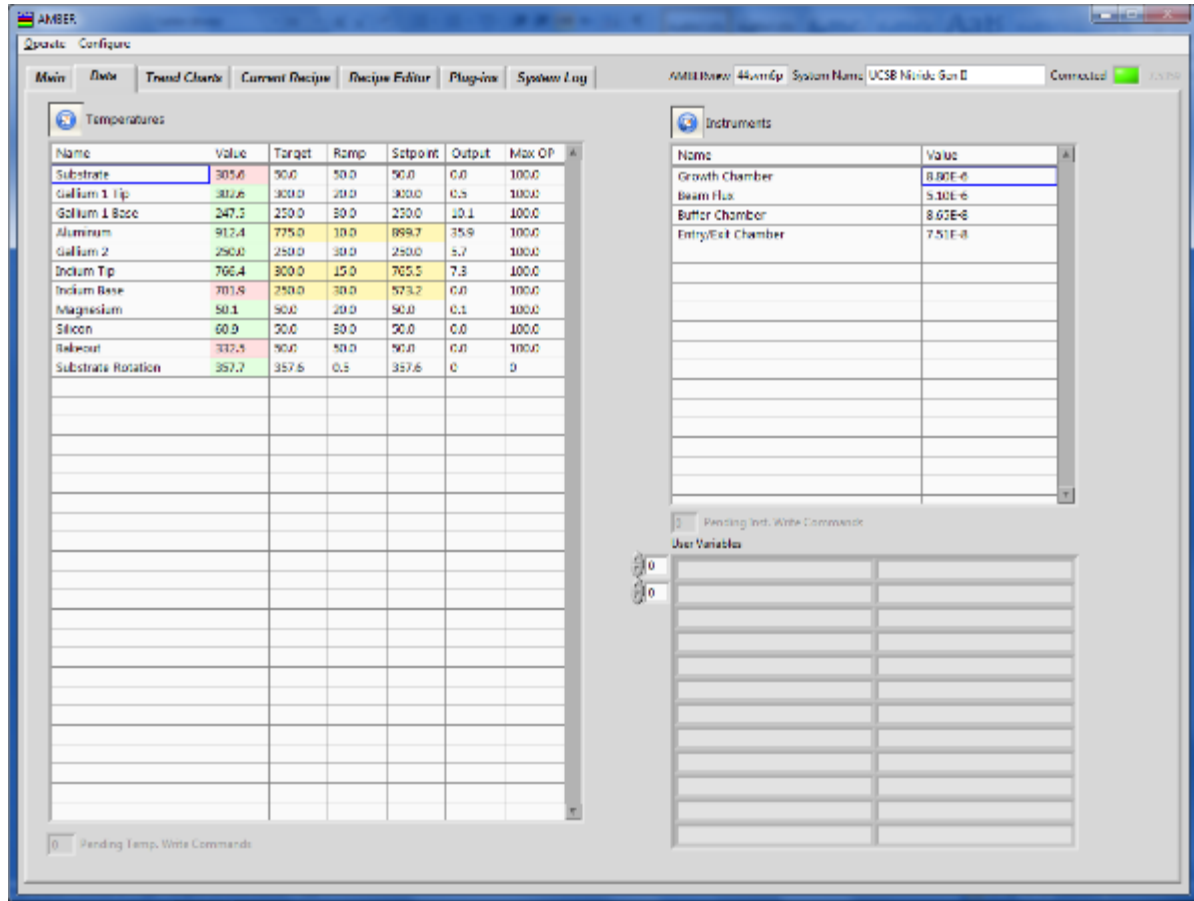 AMBER
Operate Configure
Main Data Trend Charts Current Recipe Recipe Editor Plug-ins System Log
System Name UCSB Nitride Gen II Connected
Temperatures
Name Value Target Ramp Setpoint Output Max OP
Substrate 305.6 50.0 50.0 50.0 0.0 100.0
Gallium 1 Tip 302.6 300.0 20.0 300.0 0.5 100.0
Gallium 1 Base 250.0 30.0 250.0 10.1 100.0
Aluminum 912.4 775.0 10.0 899.7 35.9 100.0
Gallium 2 250.0 250.0 30.0 250.0 5.7 100.0
Indium Tip 766.4 300.0 15.0 765.5 7.3 100.0
Indium Base 701.9 250.0 30.0 573.2 0.0 100.0
Magnesium 50.1 50.0 20.0 50.0 0.1 100.0
Silicon 60.9 50.0 30.0 50.0 0.0 100.0
Bakeout 332.5 50.0 50.0 50.0 0.0 100.0
Substrate Rotation 357.7 357.6 0.5 357.6 0 0
0 Pending Temp. Write Commands
Instruments
Name Value
Growth Chamber 8.80E-6
Beam Flux 5.10E-6
Buffer Chamber 8.65E-8
Entry/Exit Chamber 7.51E-8
0 Pending Inst. Write Commands
User Variables
0
0